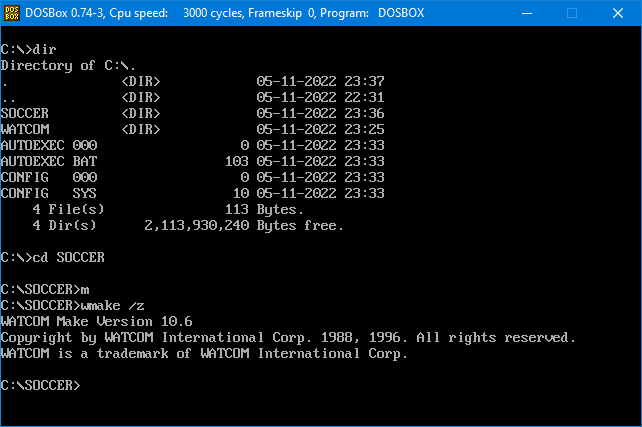 DOSBox 0.74-3, Cpu speed: 3000 cycles, Frameskip 0, Program: DOSBOX
C:\>dir
Directory of C:\.
. <DIR> 05-11-2022 23:37
.. <DIR> 05-11-2022 22:31
SOCCER <DIR> 05-11-2022 23:36
WATCOM <DIR> 05-11-2022 23:25
AUTOEXEC 000 0 05-11-2022 23:33
AUTOEXEC BAT 103 05-11-2022 23:33
CONFIG 000 0 05-11-2022 23:33
CONFIG SYS 10 05-11-2022 23:33
4 File(s) 113 Bytes.
4 Dir(s) 2,113,930,240 Bytes free.
C:\>cd SOCCER
C:\SOCCER>m
C:\SOCCER>wmake /z
WATCOM Make Version 10.6
Copyright by WATCOM International Corp. 1988, 1996. All rights reserved.
WATCOM is a trademark of WATCOM International Corp.
C:\SOCCER>